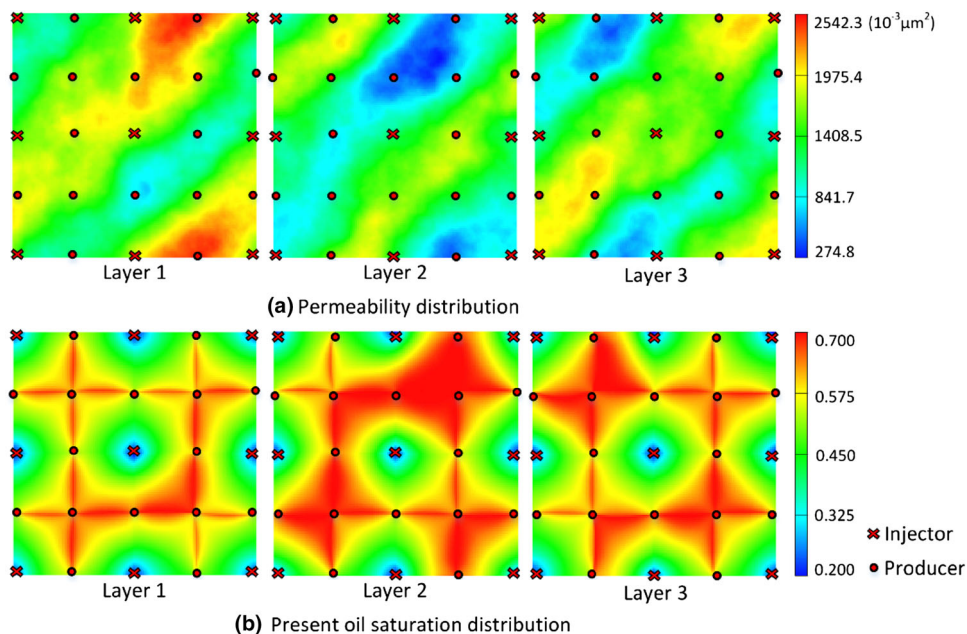 2542.3 (10⁻³μm²)
1975.4
1408.5
841.7
274.8
Layer 1 Layer 2 Layer 3
(a) Permeability distribution
0.700
0.575
0.450
0.325
0.200
Injector
Producer
Layer 1 Layer 2 Layer 3
(b) Present oil saturation distribution